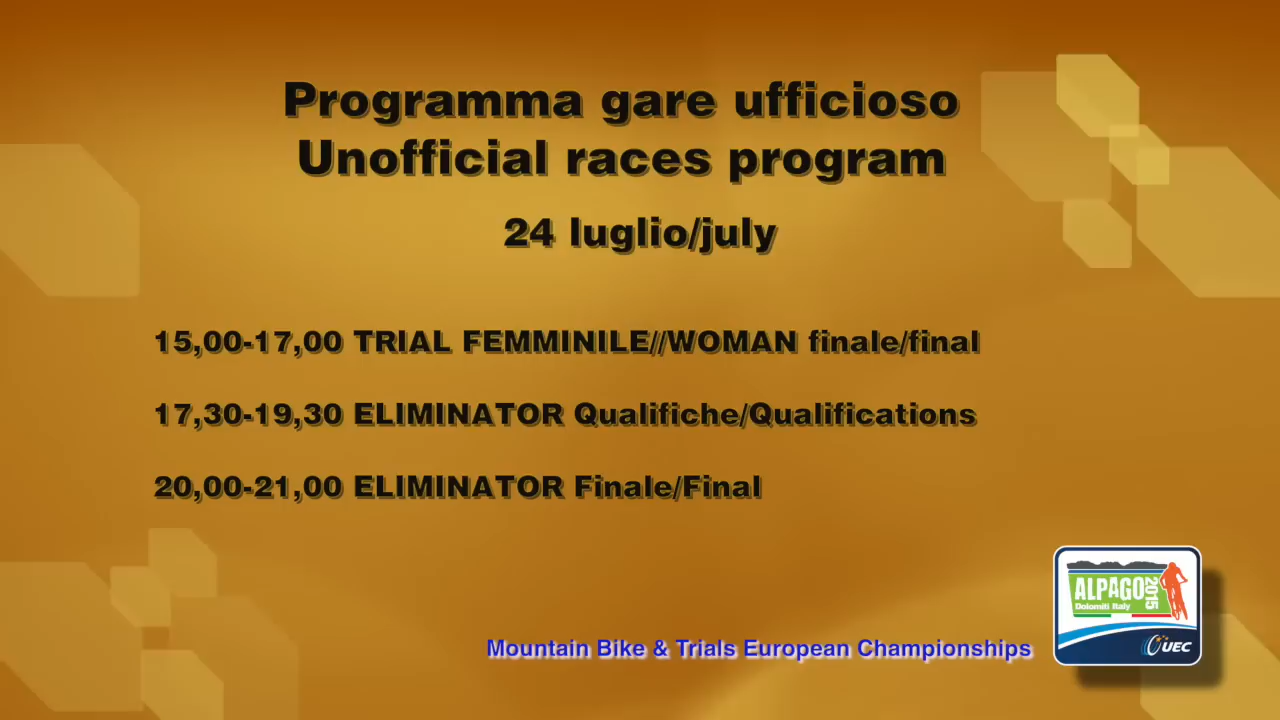 Programma gare ufficioso
Unofficial races program
24 luglio/july
15,00-17,00 TRIAL FEMMINILE//WOMAN finale/final
17,30-19,30 ELIMINATOR Qualifiche/Qualifications
20,00-21,00 ELIMINATOR Finale/Final
Mountain Bike & Trials European Championships
ALPAGO 2015
Dolomiti Italy
UEC